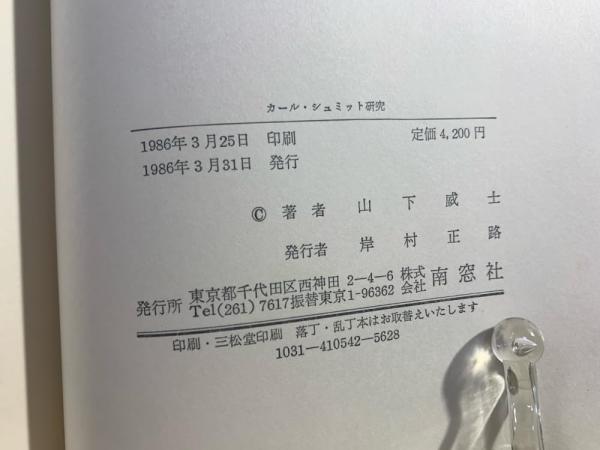 カール・シュミット研究
1986年3月25日 印刷 定価4,200円
1986年3月31日 発行
© 著者 山下威士
発行者 岸村正路
発行所 東京都千代田区西神田2-4-6 株式会社 南窓社
Tel(261)7617振替東京1-96362
印刷・三松堂印刷 落丁・乱丁本はお取替えいたします
1031-410542-5628